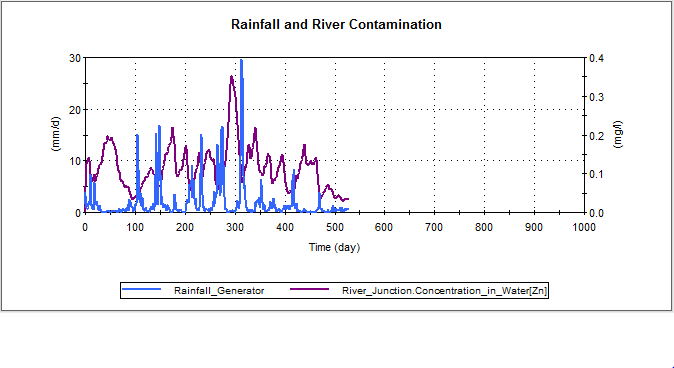 Rainfall and River Contamination
30 0.4
0.3
20
(mm/d) 0.2 (mg/l)
10
0.1
0 0.0
0 100 200 300 400 500 600 700 800 900 1000
Time (day)
Rainfall_Generator River_Junction.Concentration_in_Water[Zn]